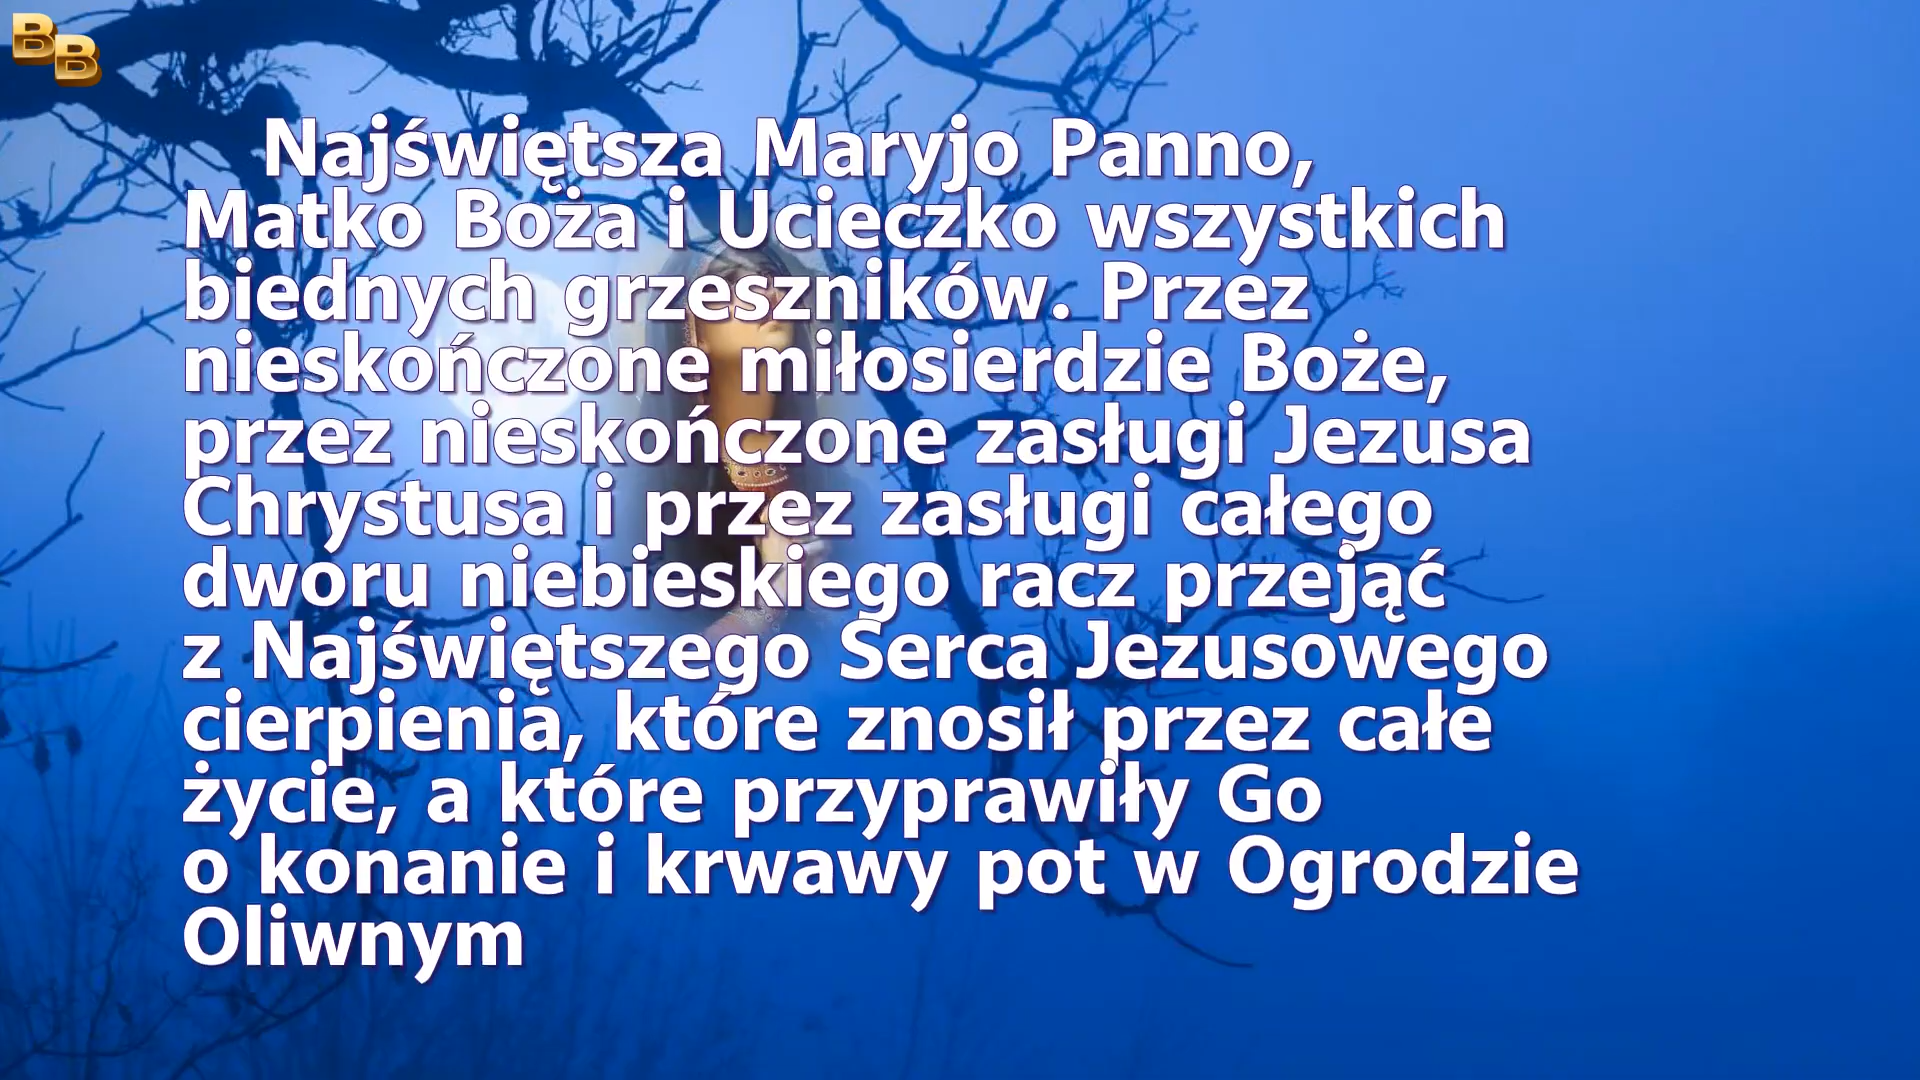 BB
Najświętsza Maryjo Panno,
Matko Boża i Ucieczko wszystkich
biednych grzeszników. Przez
nieskończone miłosierdzie Boże,
przez nieskończone zasługi Jezusa
Chrystusa i przez zasługi całego
dworu niebieskiego racz przejąć
z Najświętszego Serca Jezusowego
cierpienia, które znosił przez całe
życie, a które przyprawiły Go
o konanie i krwawy pot w Ogrodzie
Oliwnym